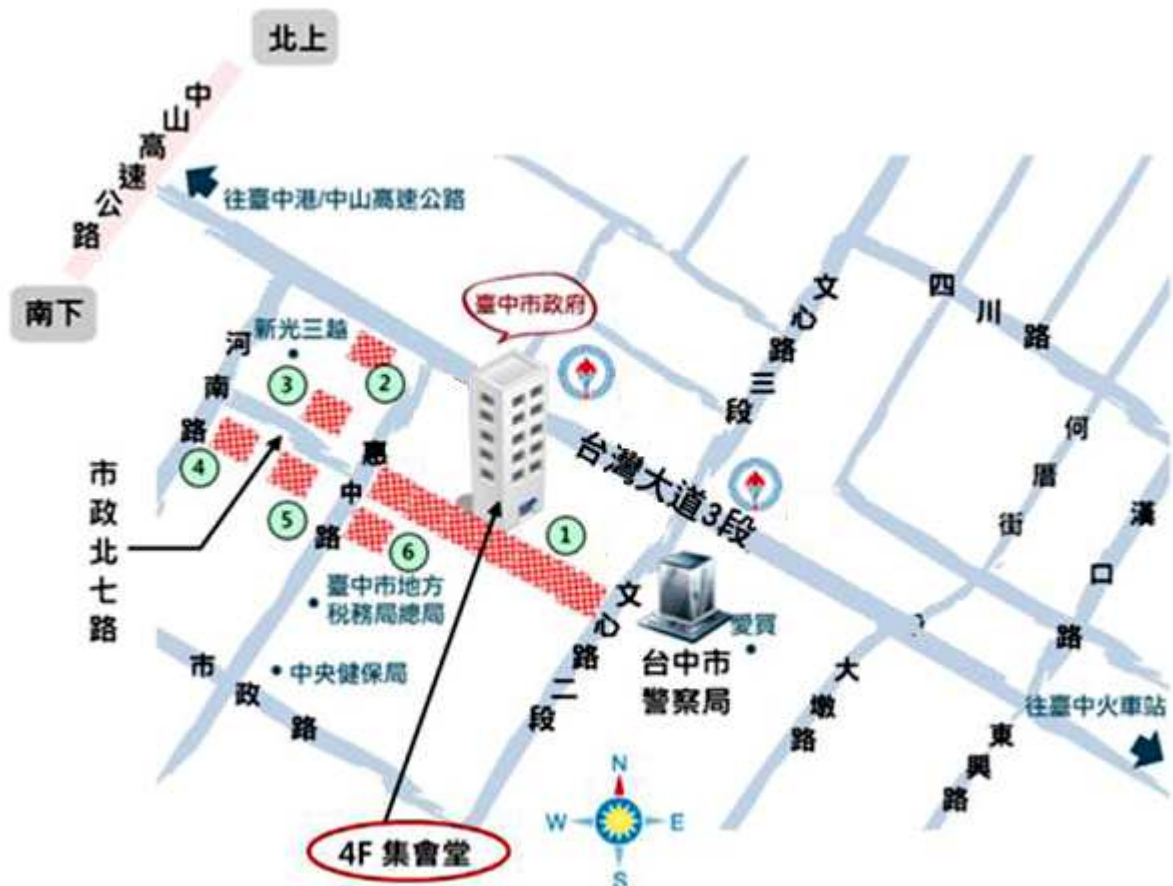 北上
中山高速公路
南下
往臺中港/中山高速公路
臺中市政府
新光三越
河南路
2
3
4
5
6
1
市政北七路
惠中路
台灣大道3段
文心路三段
四川路
何厝街
漢口路
臺中市地方
稅務局總局
中央健保局
市政路
文心路二段
台中市
警察局
愛買
大墩路
東興路
往臺中火車站
4F 集會堂
N
W
E
S